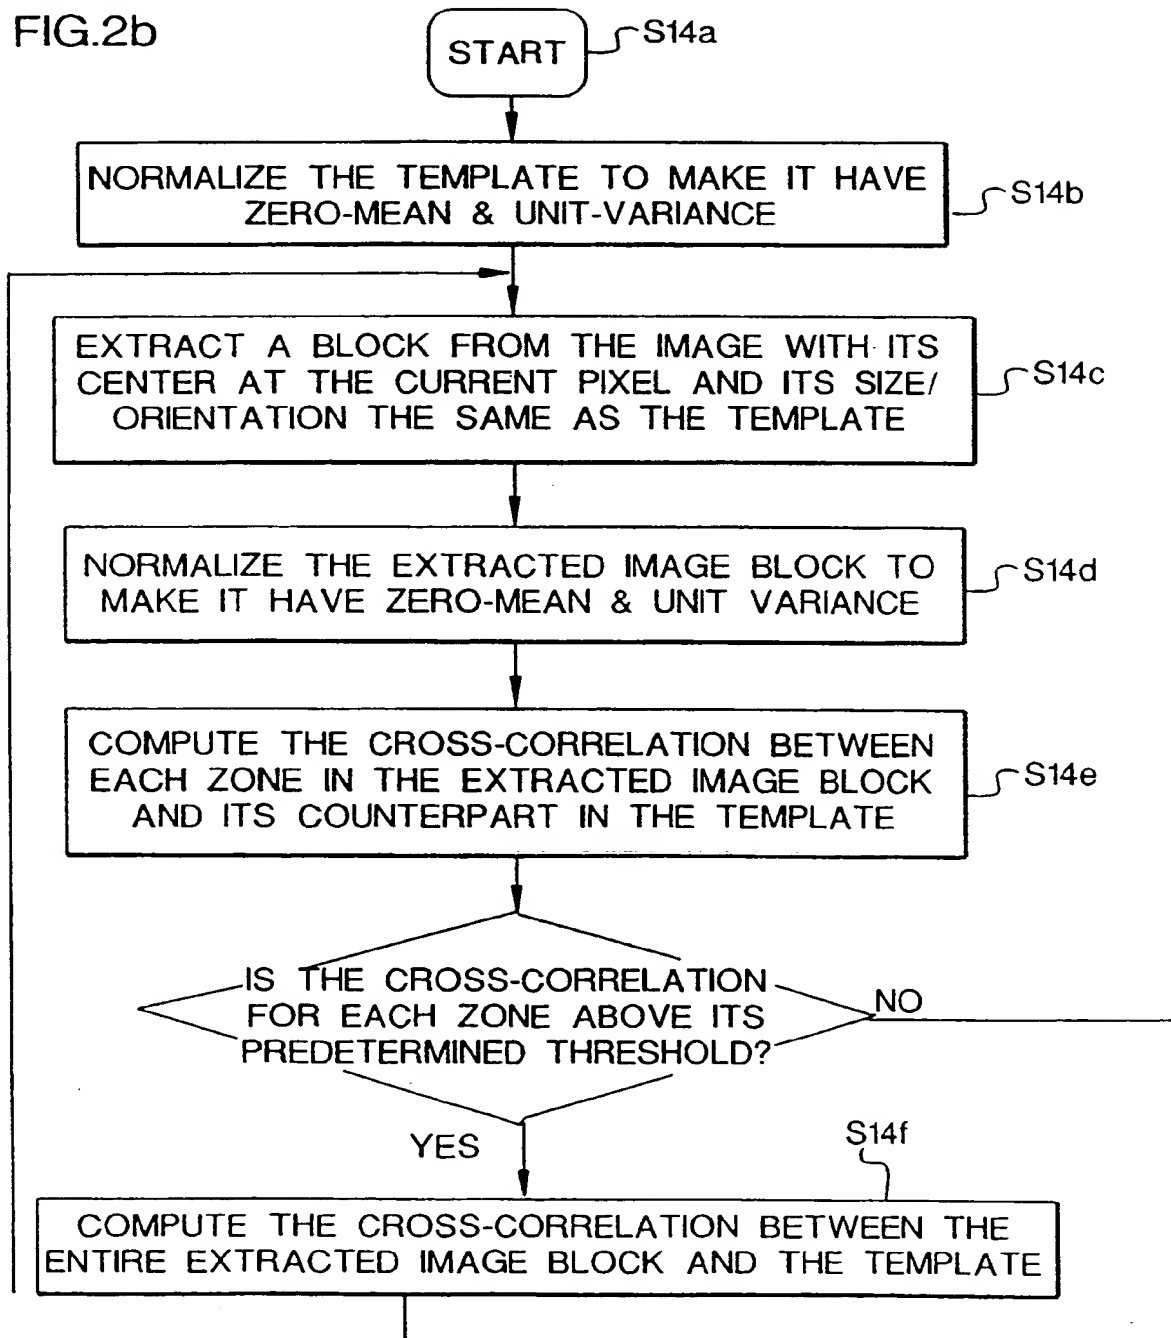 FIG.2b
START
S14a
NORMALIZE THE TEMPLATE TO MAKE IT HAVE
ZERO-MEAN & UNIT-VARIANCE
S14b
EXTRACT A BLOCK FROM THE IMAGE WITH ITS
CENTER AT THE CURRENT PIXEL AND ITS SIZE/
ORIENTATION THE SAME AS THE TEMPLATE
S14c
NORMALIZE THE EXTRACTED IMAGE BLOCK TO
MAKE IT HAVE ZERO-MEAN & UNIT VARIANCE
S14d
COMPUTE THE CROSS-CORRELATION BETWEEN
EACH ZONE IN THE EXTRACTED IMAGE BLOCK
AND ITS COUNTERPART IN THE TEMPLATE
S14e
IS THE CROSS-CORRELATION
FOR EACH ZONE ABOVE ITS
PREDETERMINED THRESHOLD?
NO
YES
S14f
COMPUTE THE CROSS-CORRELATION BETWEEN THE
ENTIRE EXTRACTED IMAGE BLOCK AND THE TEMPLATE